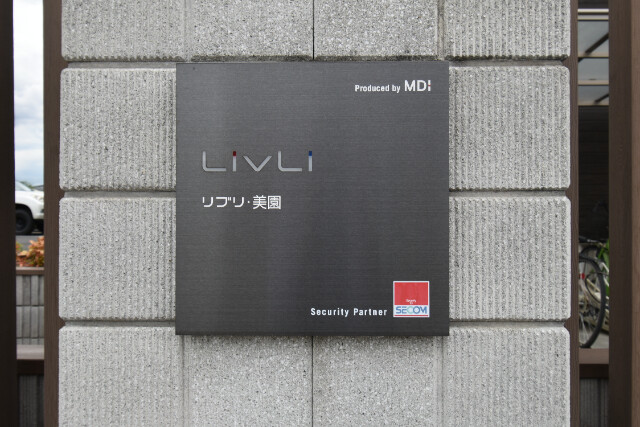 Produced by MDI
LivLi
リブリ・美園
Security Partner
SECOM